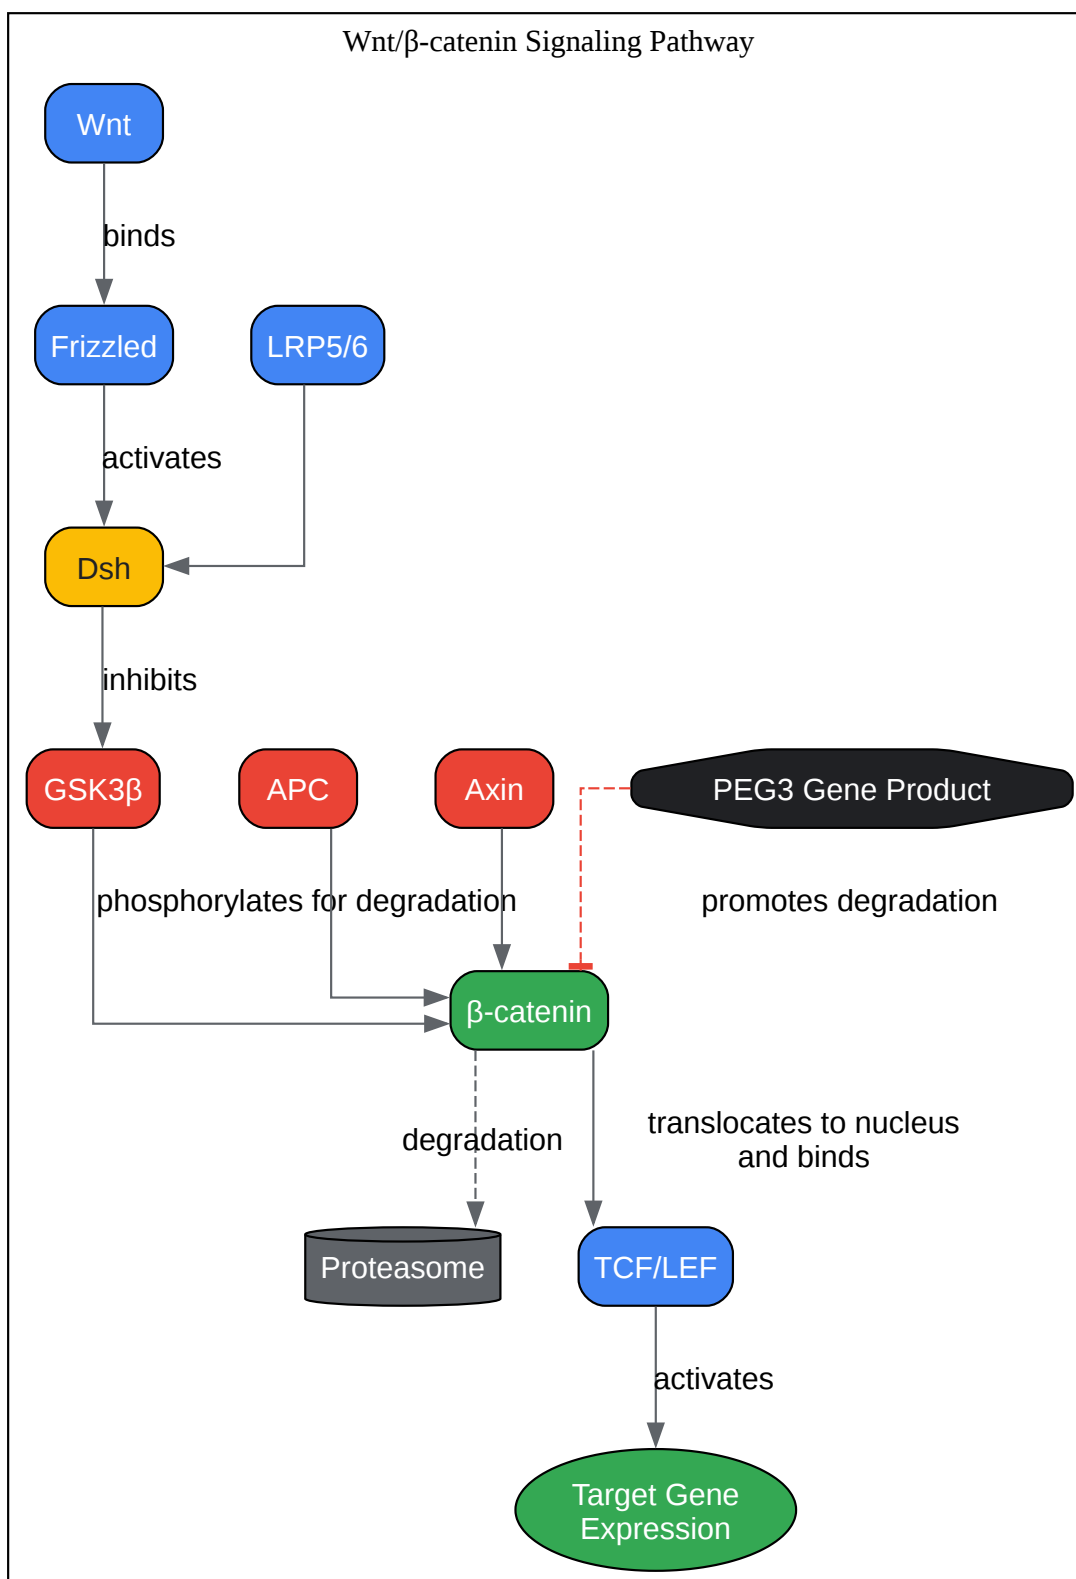 Wnt/β-catenin Signaling Pathway
Wnt
binds
Frizzled
LRP5/6
activates
Dsh
inhibits
GSK3β
APC
Axin
PEG3 Gene Product
phosphorylates for degradation
promotes degradation
β-catenin
degradation
translocates to nucleus
and binds
Proteasome
TCF/LEF
activates
Target Gene
Expression